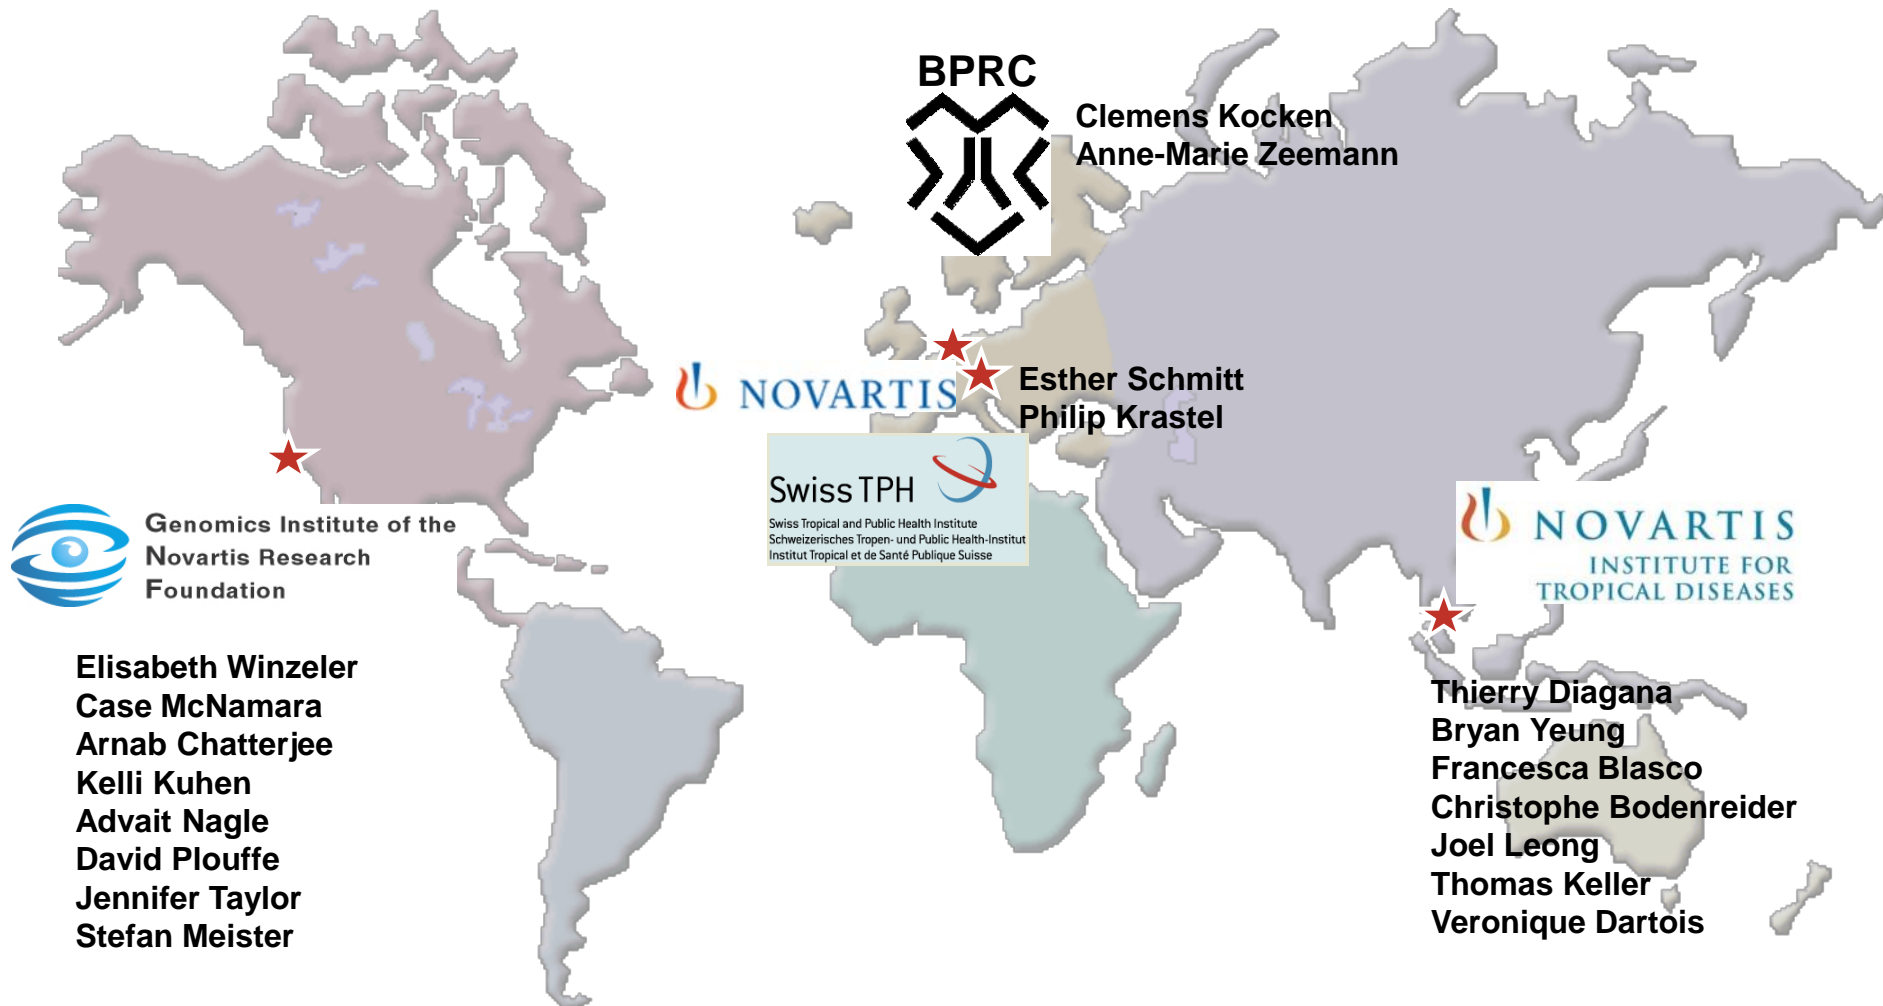 BPRC
Clemens Kocken
Anne-Marie Zeemann
NOVARTIS
Esther Schmitt
Philip Krastel
Swiss TPH
Swiss Tropical and Public Health Institute
Schweizerisches Tropen- und Public Health-Institut
Institut Tropical et de Santé Publique Suisse
Genomics Institute of the
Novartis Research
Foundation
Elisabeth Winzeler
Case McNamara
Arnab Chatterjee
Kelli Kuhen
Advait Nagle
David Plouffe
Jennifer Taylor
Stefan Meister
NOVARTIS
INSTITUTE FOR
TROPICAL DISEASES
Thierry Diagana
Bryan Yeung
Francesca Blasco
Christophe Bodenreider
Joel Leong
Thomas Keller
Veronique Dartois